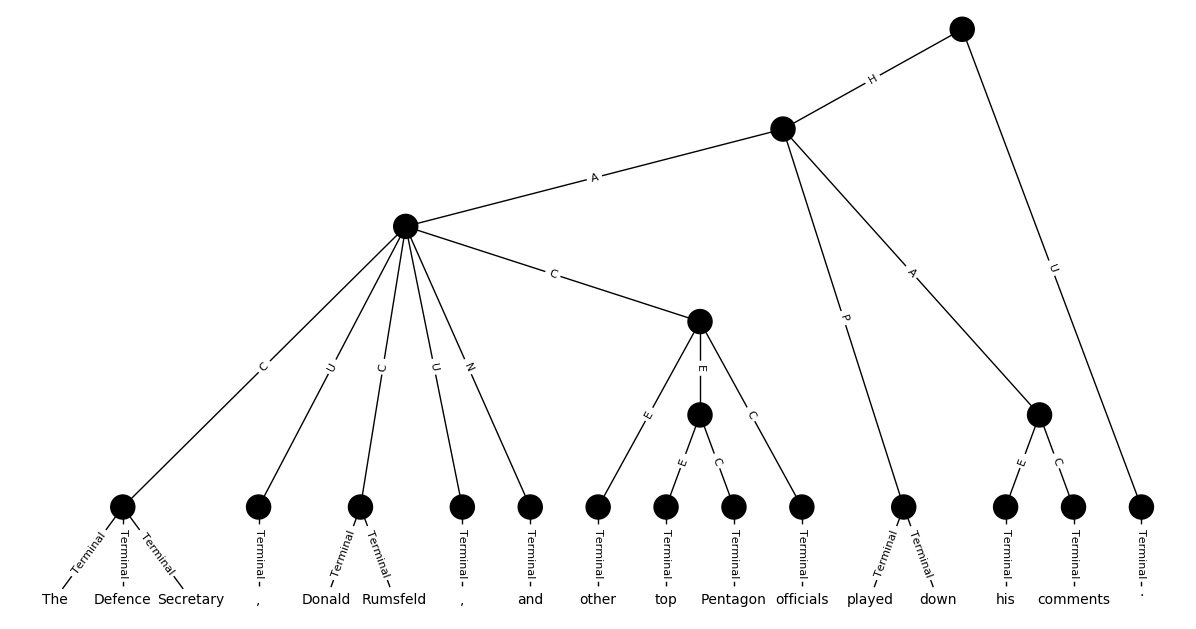 H
A
A
C
P
U
C
U
C
U
N
E
E
C
E
C
E
C
Terminal Terminal Terminal Terminal Terminal Terminal Terminal Terminal Terminal Terminal Terminal Terminal Terminal Terminal Terminal Terminal Terminal
The Defence Secretary , Donald Rumsfeld , and other top Pentagon officials played down his comments .